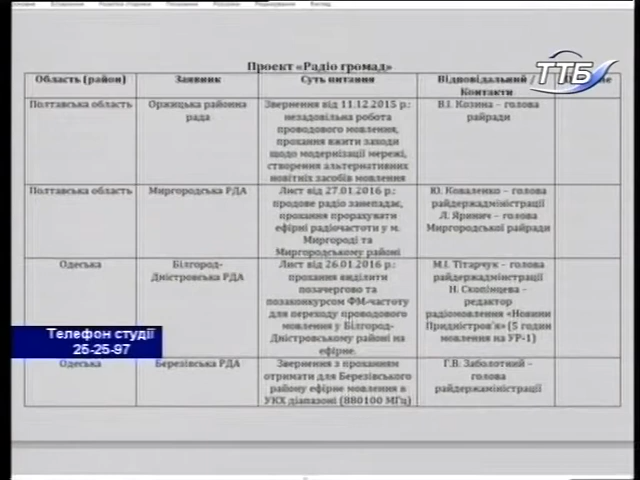 Проект «Радіо громад»
Область (район) Заявник Суть питання Відповідальний /
Контакти
ТТБ
Полтавська область Оржицька районна рада Звернення від 11.12.2015 р.: В.І. Козина – голова райради
незадовільна робота
проводового мовлення,
прохання вжити заходи
щодо модернізації мережі,
створення альтернативних
новітніх засобів мовлення
Полтавська область Миргородська РДА Лист від 27.01.2016 р.: Ю. Коваленко – голова
продове радіо занепадає, райдержадміністрації
прохання прорахувати Л. Яринич – голова
ефірні радіочастоти у м. Миргородської райради
Миргороді та
Миргородському районі
Одеська Білгород- Лист від 26.01.2016 р.: М.І. Тітарчук – голова
Дністровська РДА прохання виділити райдержадміністрації
позачергово та Н. Скопінцева –
позаконкурсом ФМ-частоту редактор
для переходу проводового радіомовлення «Новини
мовлення у Білгород- Придністров'я» (5 годин
Дністровському районі на мовлення на УР-1)
ефірне.
Телефон студії
25-25-97
Одеська Березівська РДА Звернення з проханням Г.В. Заболотний –
отримати для Березівського голова
району ефірне мовлення в райдержаміністрації
УКХ діапазоні (880100 МГц)